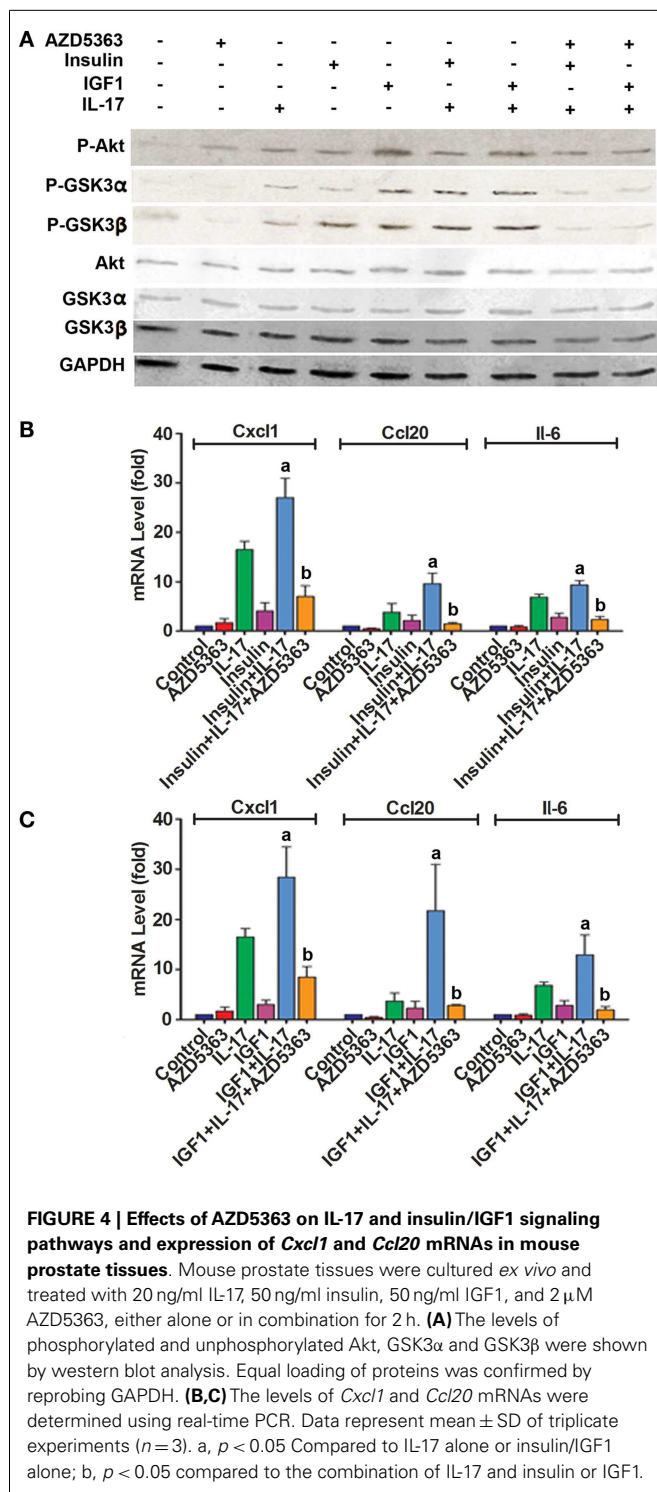 A
AZD5363 - + - - - - - + +
Insulin - - - + - + - + -
IGF1 - - - - + - + - +
IL-17 - - + - - + + + +
P-Akt
P-GSK3α
P-GSK3β
Akt
GSK3α
GSK3β
GAPDH
B
Cxcl1 Ccl20 Il-6
mRNA Level (fold)
40
30
20
10
0
a
b
a
b
a
b
Control AZD5363 IL-17 Insulin Insulin+IL-17 Insulin+IL-17+AZD5363
Control AZD5363 IL-17 Insulin Insulin+IL-17 Insulin+IL-17+AZD5363
Control AZD5363 IL-17 Insulin Insulin+IL-17 Insulin+IL-17+AZD5363
C
Cxcl1 Ccl20 Il-6
mRNA Level (fold)
40
30
20
10
0
a
b
a
b
a
b
Control AZD5363 IL-17 IGF1 IGF1+IL-17 IGF1+IL-17+AZD5363
Control AZD5363 IL-17 IGF1 IGF1+IL-17 IGF1+IL-17+AZD5363
Control AZD5363 IL-17 IGF1 IGF1+IL-17 IGF1+IL-17+AZD5363
FIGURE 4 | Effects of AZD5363 on IL-17 and insulin/IGF1 signaling
pathways and expression of Cxcl1 and Ccl20 mRNAs in mouse
prostate tissues. Mouse prostate tissues were cultured ex vivo and
treated with 20 ng/ml IL-17, 50 ng/ml insulin, 50 ng/ml IGF1, and 2 μM
AZD5363, either alone or in combination for 2 h. (A) The levels of
phosphorylated and unphosphorylated Akt, GSK3α and GSK3β were shown
by western blot analysis. Equal loading of proteins was confirmed by
reprobing GAPDH. (B,C) The levels of Cxcl1 and Ccl20 mRNAs were
determined using real-time PCR. Data represent mean ± SD of triplicate
experiments (n = 3). a, p < 0.05 Compared to IL-17 alone or insulin/IGF1
alone; b, p < 0.05 compared to the combination of IL-17 and insulin or IGF1.